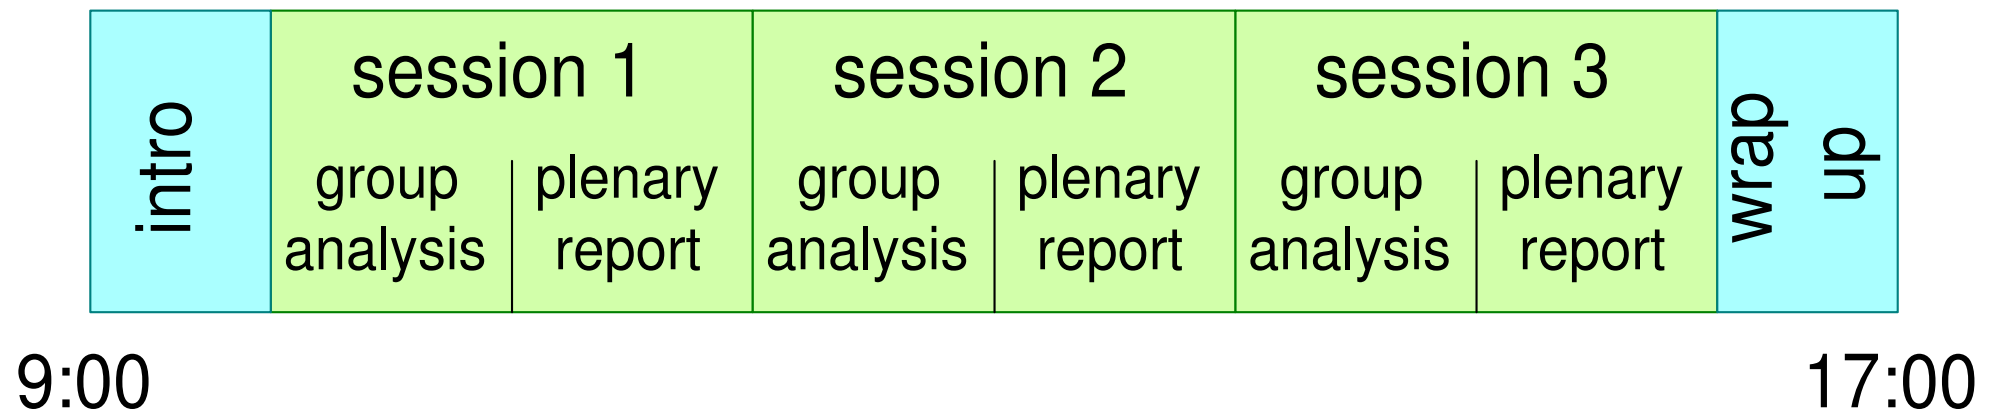 intro
session 1
group
analysis
plenary
report
session 2
group
analysis
plenary
report
session 3
group
analysis
plenary
report
wrap
up
9:00
17:00